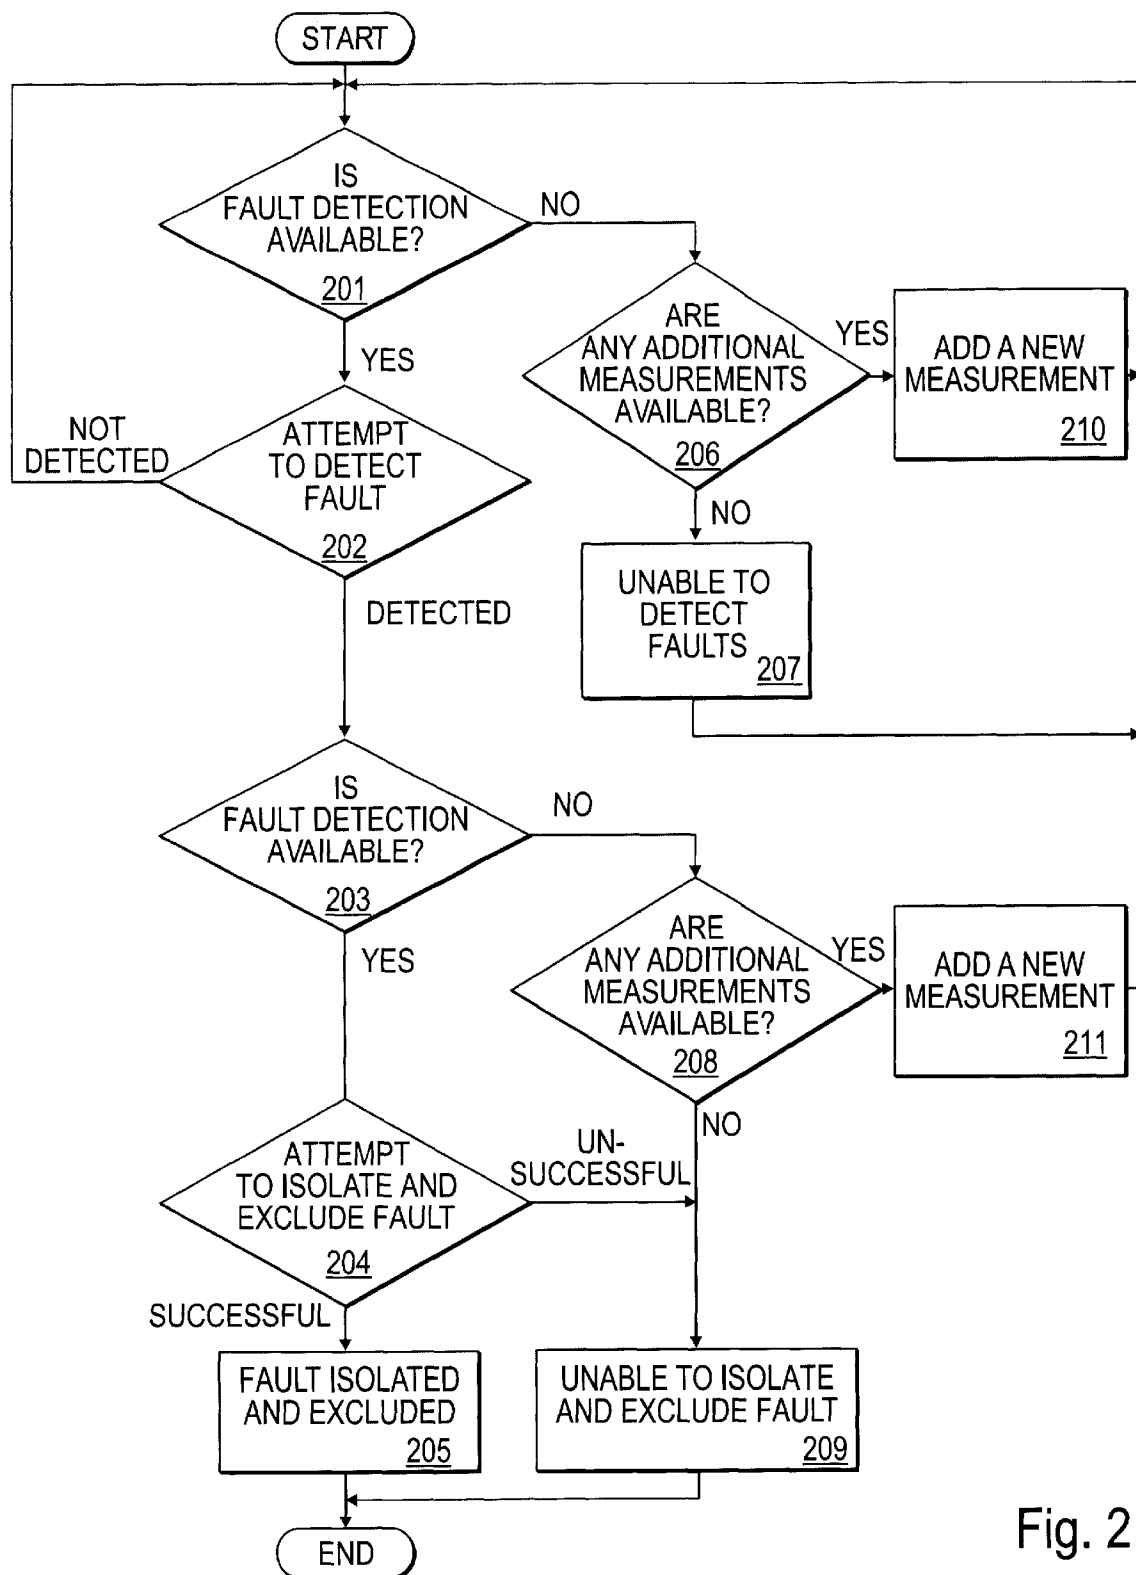 START
IS
FAULT DETECTION
AVAILABLE?
201
NO
YES
ARE
ANY ADDITIONAL
MEASUREMENTS
AVAILABLE?
206
YES
ADD A NEW
MEASUREMENT
210
NOT
DETECTED
ATTEMPT
TO DETECT
FAULT
202
NO
UNABLE TO
DETECT
FAULTS
207
DETECTED
IS
FAULT DETECTION
AVAILABLE?
203
NO
YES
ARE
ANY ADDITIONAL
MEASUREMENTS
AVAILABLE?
208
YES
ADD A NEW
MEASUREMENT
211
NO
ATTEMPT
TO ISOLATE AND
EXCLUDE FAULT
204
UN-
SUCCESSFUL
SUCCESSFUL
FAULT ISOLATED
AND EXCLUDED
205
UNABLE TO ISOLATE
AND EXCLUDE FAULT
209
END
Fig. 2